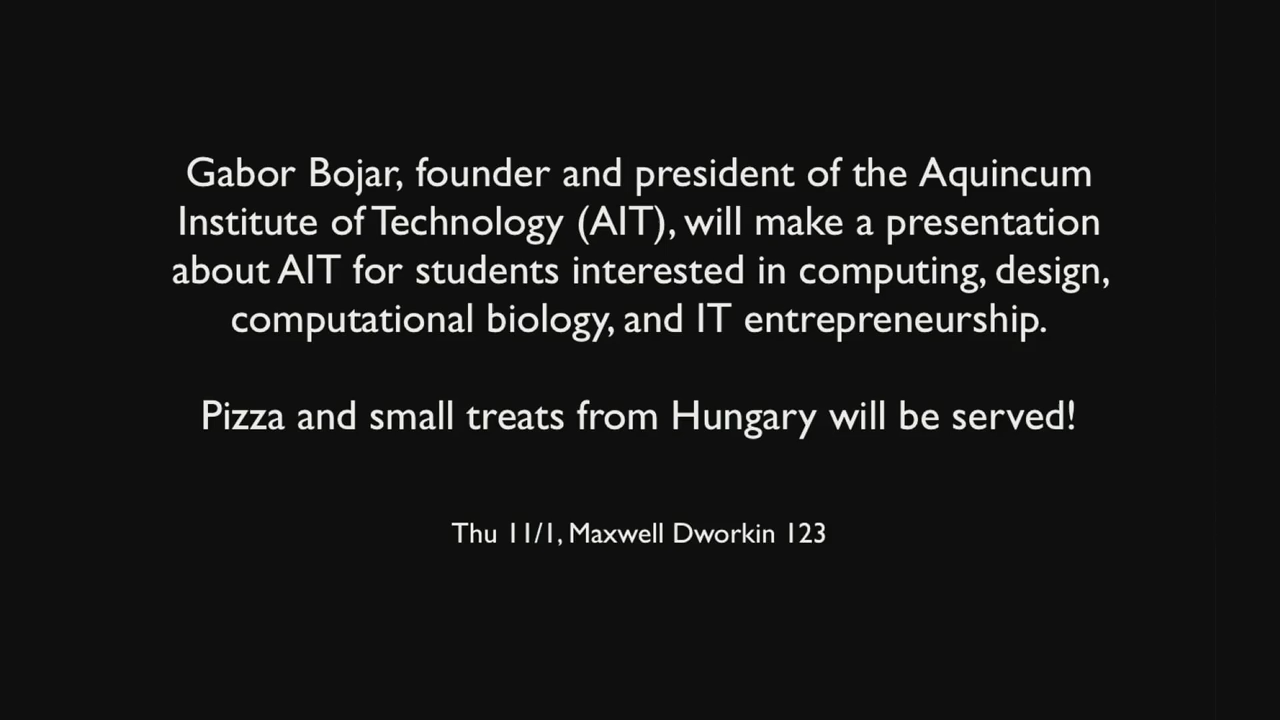 Gabor Bojar, founder and president of the Aquincum
Institute of Technology (AIT), will make a presentation
about AIT for students interested in computing, design,
computational biology, and IT entrepreneurship.
Pizza and small treats from Hungary will be served!
Thu 11/1, Maxwell Dworkin 123